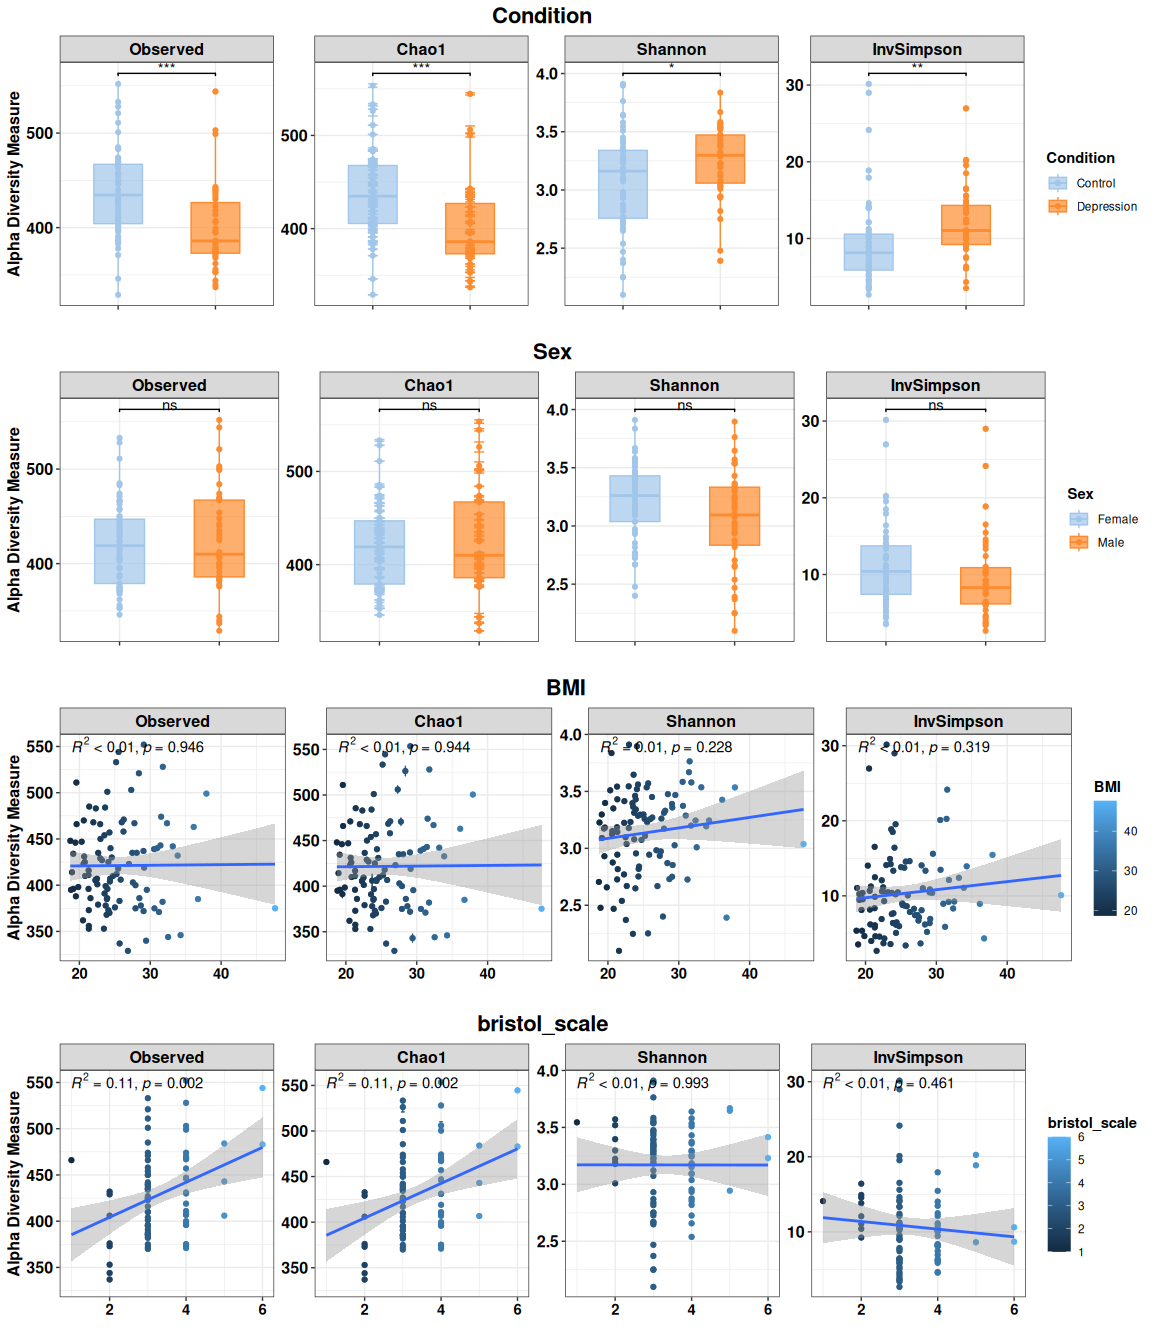 Condition
Observed Chao1 Shannon InvSimpson
*** *** * **
Alpha Diversity Measure
500
400
500
400
4.0
3.5
3.0
2.5
30
20
10
Condition
Control
Depression
Sex
Observed Chao1 Shannon InvSimpson
ns ns ns ns
Alpha Diversity Measure
500
400
500
400
4.0
3.5
3.0
2.5
30
20
10
Sex
Female
Male
BMI
Observed Chao1 Shannon InvSimpson
R² < 0.01, p = 0.946
R² < 0.01, p = 0.944
R² = 0.01, p = 0.228
R² < 0.01, p = 0.319
Alpha Diversity Measure
550
500
450
400
350
550
500
450
400
350
4.0
3.5
3.0
2.5
30
20
10
20 30 40 20 30 40 20 30 40 20 30 40
BMI
40
30
20
bristol_scale
Observed Chao1 Shannon InvSimpson
R² = 0.11, p = 0.002
R² = 0.11, p = 0.002
R² < 0.01, p = 0.993
R² < 0.01, p = 0.461
Alpha Diversity Measure
550
500
450
400
350
550
500
450
400
350
4.0
3.5
3.0
2.5
30
20
10
2 4 6 2 4 6 2 4 6 2 4 6
bristol_scale
6
5
4
3
2
1